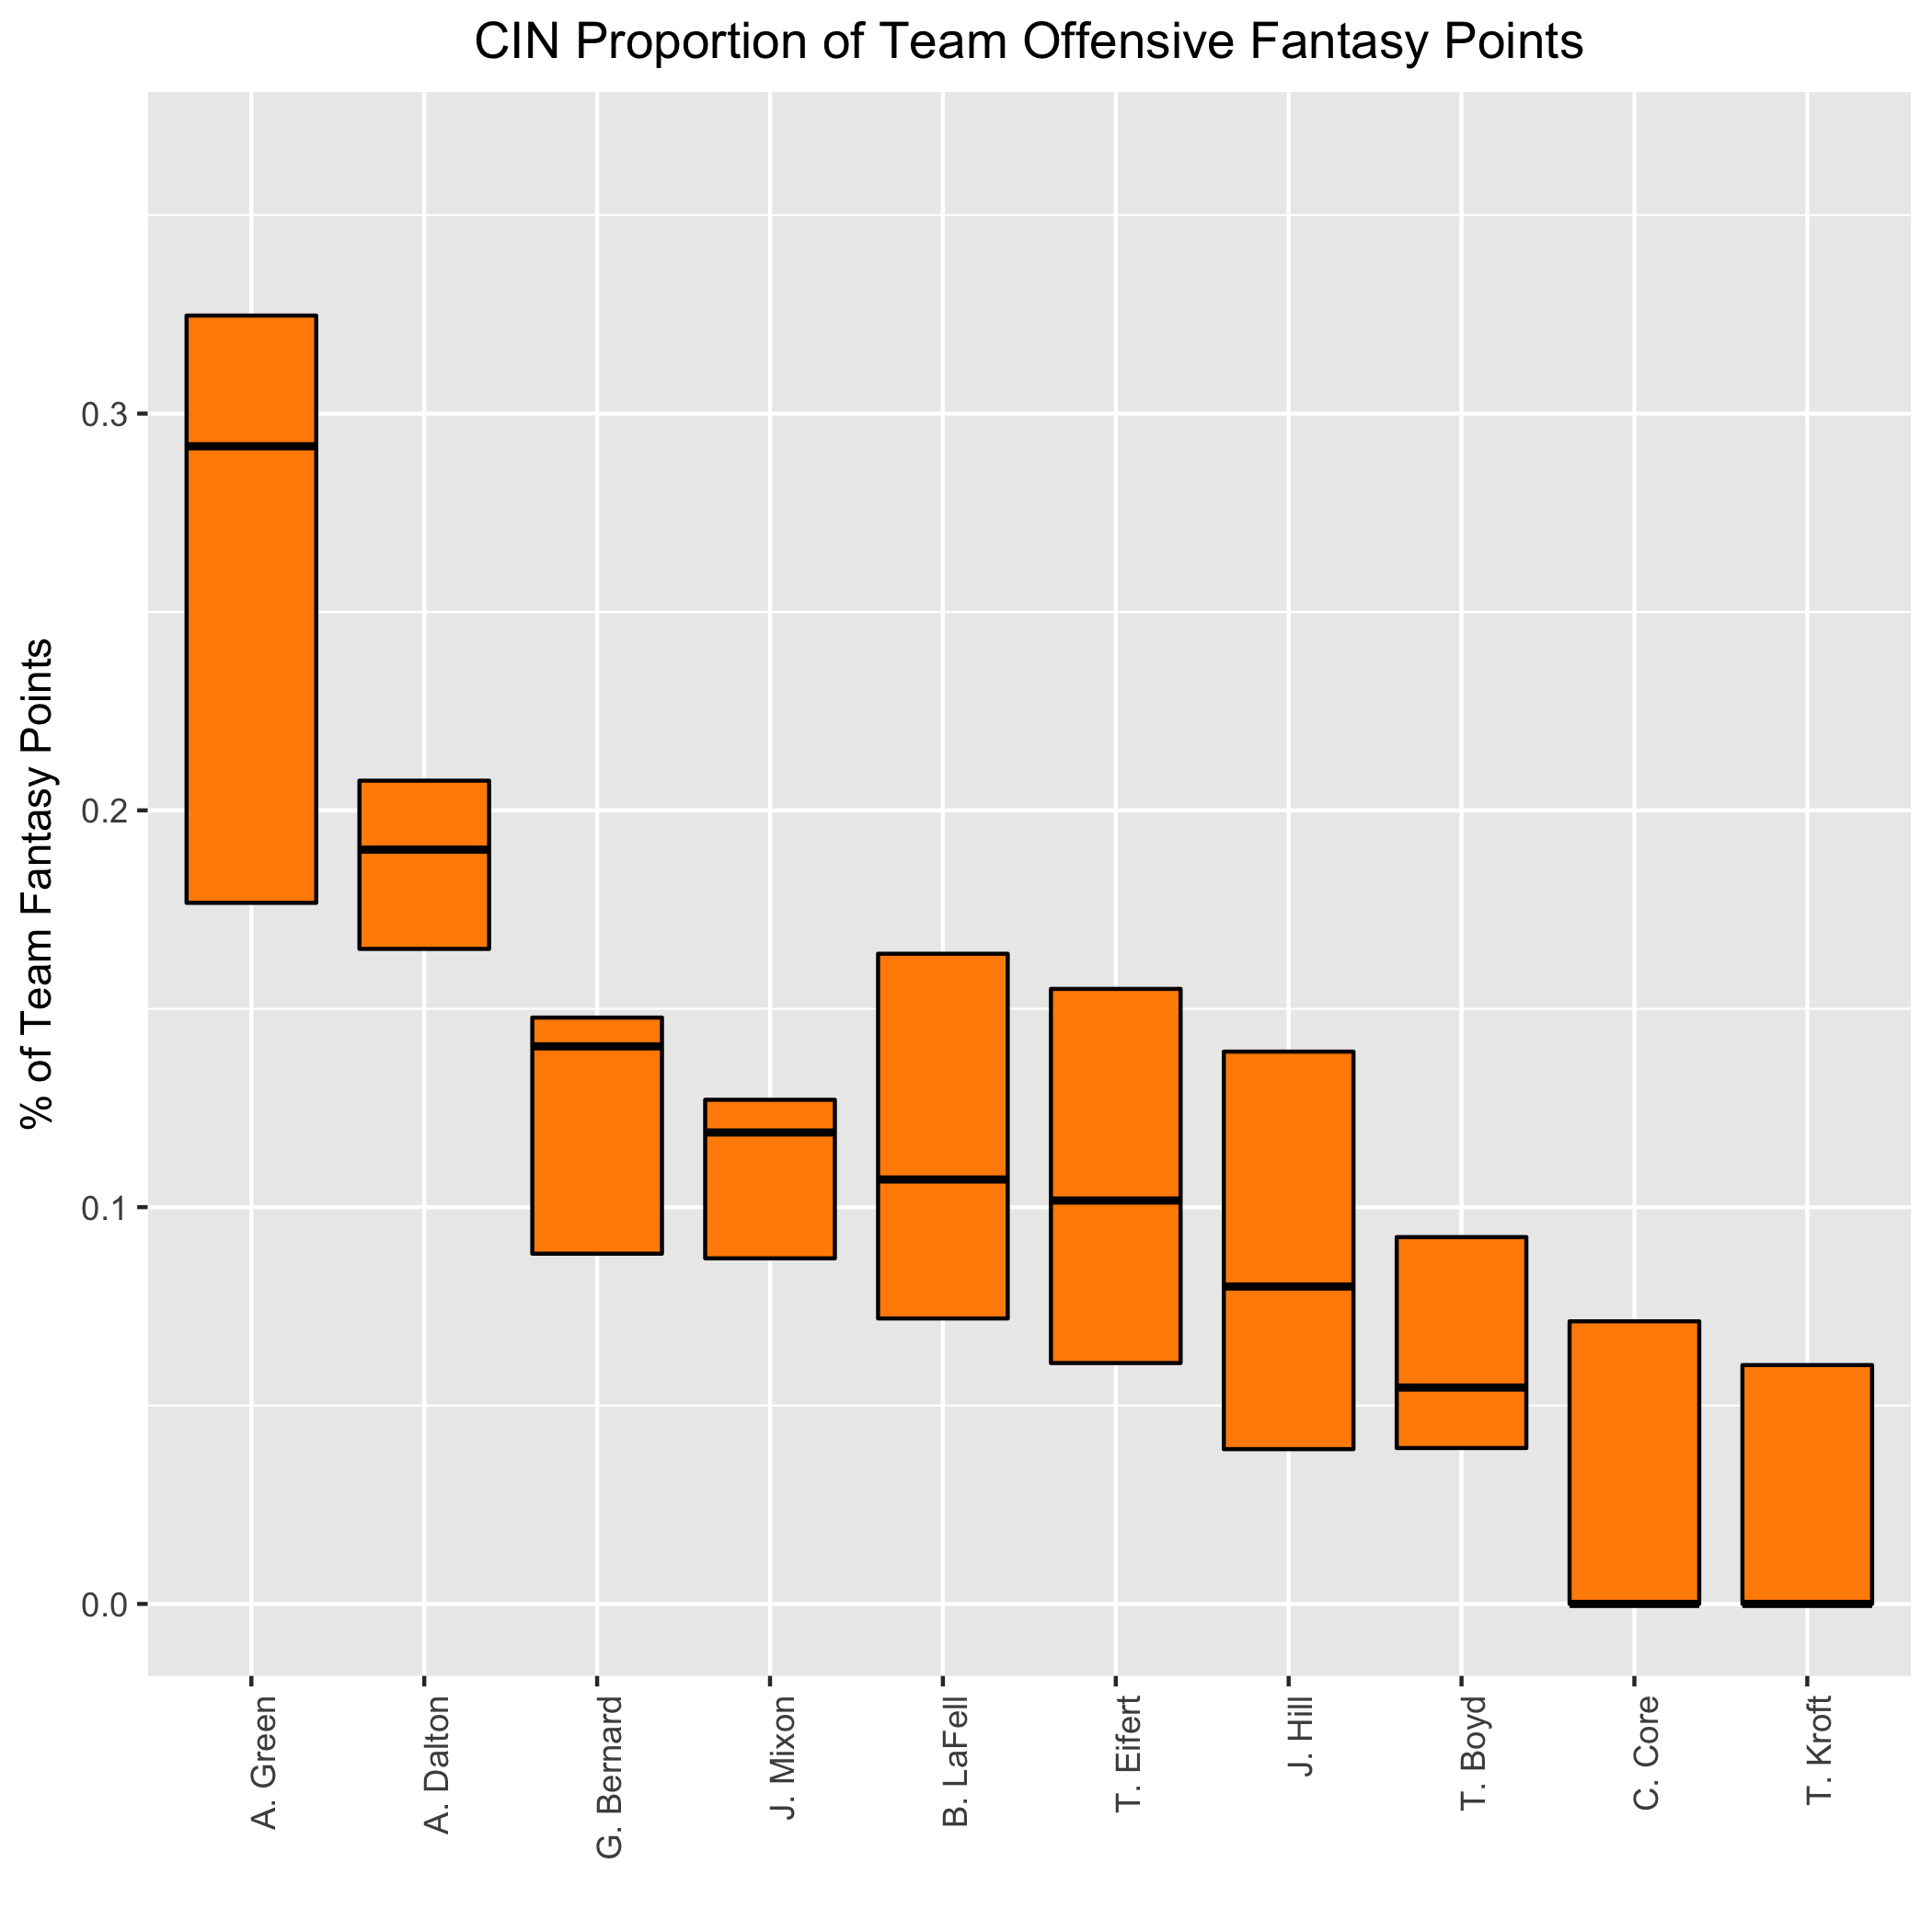 CIN Proportion of Team Offensive Fantasy Points
% of Team Fantasy Points
0.3
0.2
0.1
0.0
A. Green
A. Dalton
G. Bernard
J. Mixon
B. LaFell
T. Eifert
J. Hill
T. Boyd
C. Core
T. Kroft